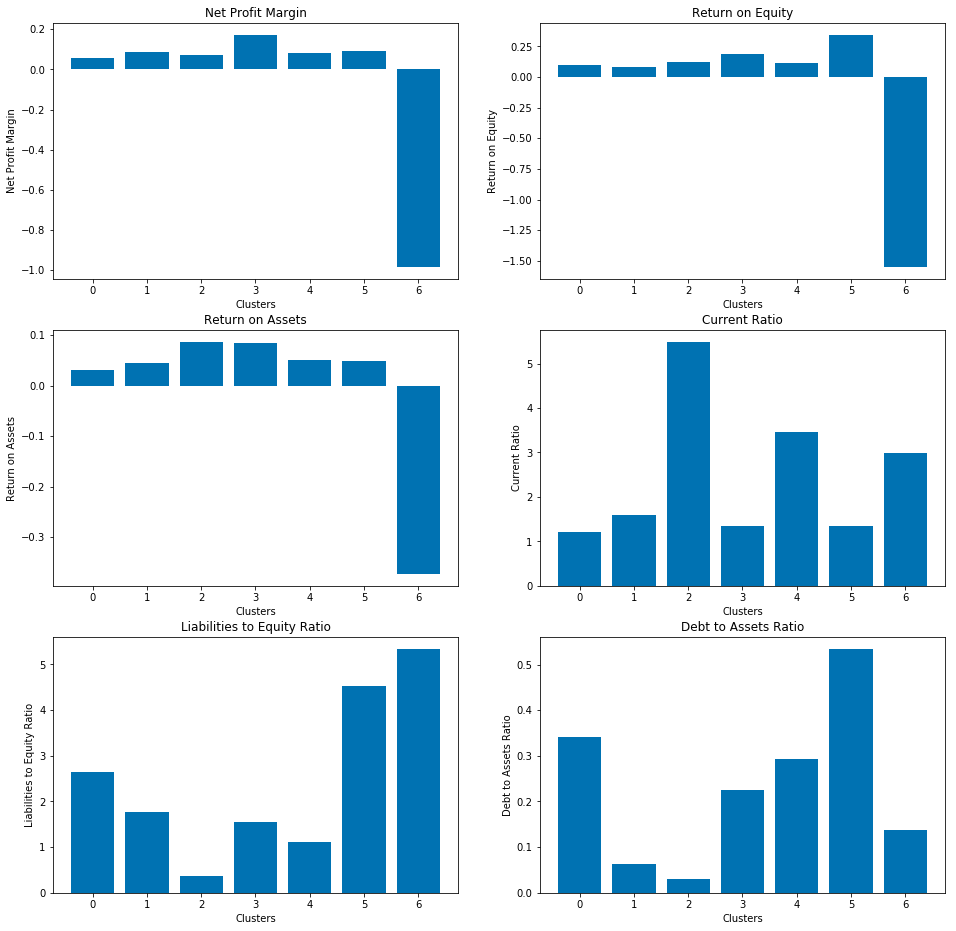 Net Profit Margin
Net Profit Margin
0.2
0.0
−0.2
−0.4
−0.6
−0.8
−1.0
0 1 2 3 4 5 6
Clusters
Return on Equity
Return on Equity
0.25
0.00
−0.25
−0.50
−0.75
−1.00
−1.25
−1.50
0 1 2 3 4 5 6
Clusters
Return on Assets
Return on Assets
0.1
0.0
−0.1
−0.2
−0.3
0 1 2 3 4 5 6
Clusters
Current Ratio
Current Ratio
5
4
3
2
1
0
0 1 2 3 4 5 6
Clusters
Liabilities to Equity Ratio
Liabilities to Equity Ratio
5
4
3
2
1
0
0 1 2 3 4 5 6
Clusters
Debt to Assets Ratio
Debt to Assets Ratio
0.5
0.4
0.3
0.2
0.1
0.0
0 1 2 3 4 5 6
Clusters